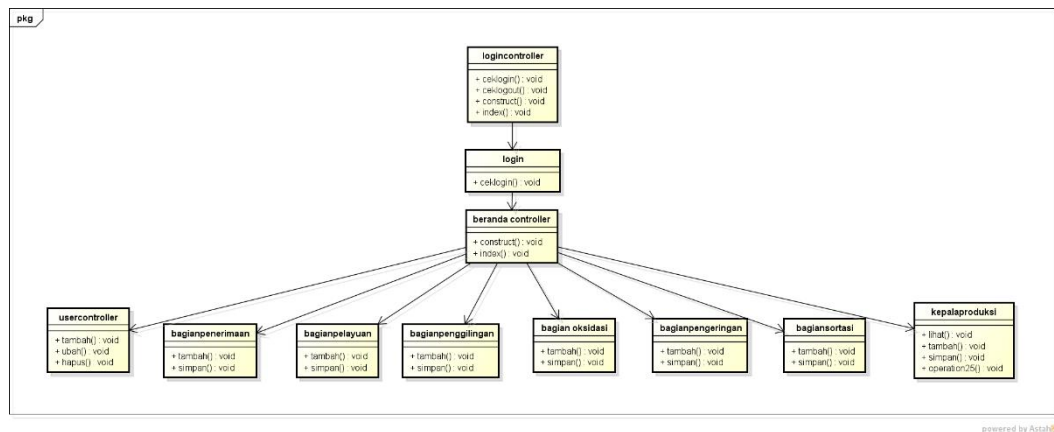 pkg
logincontroller
+ ceklogin() : void
+ ceklogout() : void
+ construct() : void
+ index() : void
login
+ ceklogin() : void
beranda controller
+ construct() : void
+ index() : void
usercontroller
+ tambah() : void
+ ubah() : void
+ hapus() : void
bagianpenerimaan
+ tambah() : void
+ simpan() : void
bagianpelayuan
+ tambah() : void
+ simpan() : void
bagianpenggilingan
+ tambah() : void
+ simpan() : void
bagian oksidasi
+ tambah() : void
+ simpan() : void
bagianpengeringan
+ tambah() : void
+ simpan() : void
bagiansortasi
+ tambah() : void
+ simpan() : void
kepalaproduksi
+ lihat() : void
+ tambah() : void
+ simpan() : void
+ operation25() : void
powered by Astah